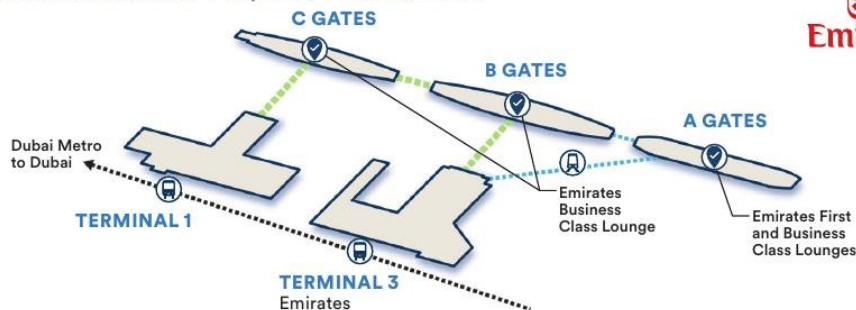 C GATES
B GATES
A GATES
Dubai Metro
to Dubai
TERMINAL 1
Emirates
Business
Class Lounge
Emirates First
and Business
Class Lounges
TERMINAL 3
Emirates